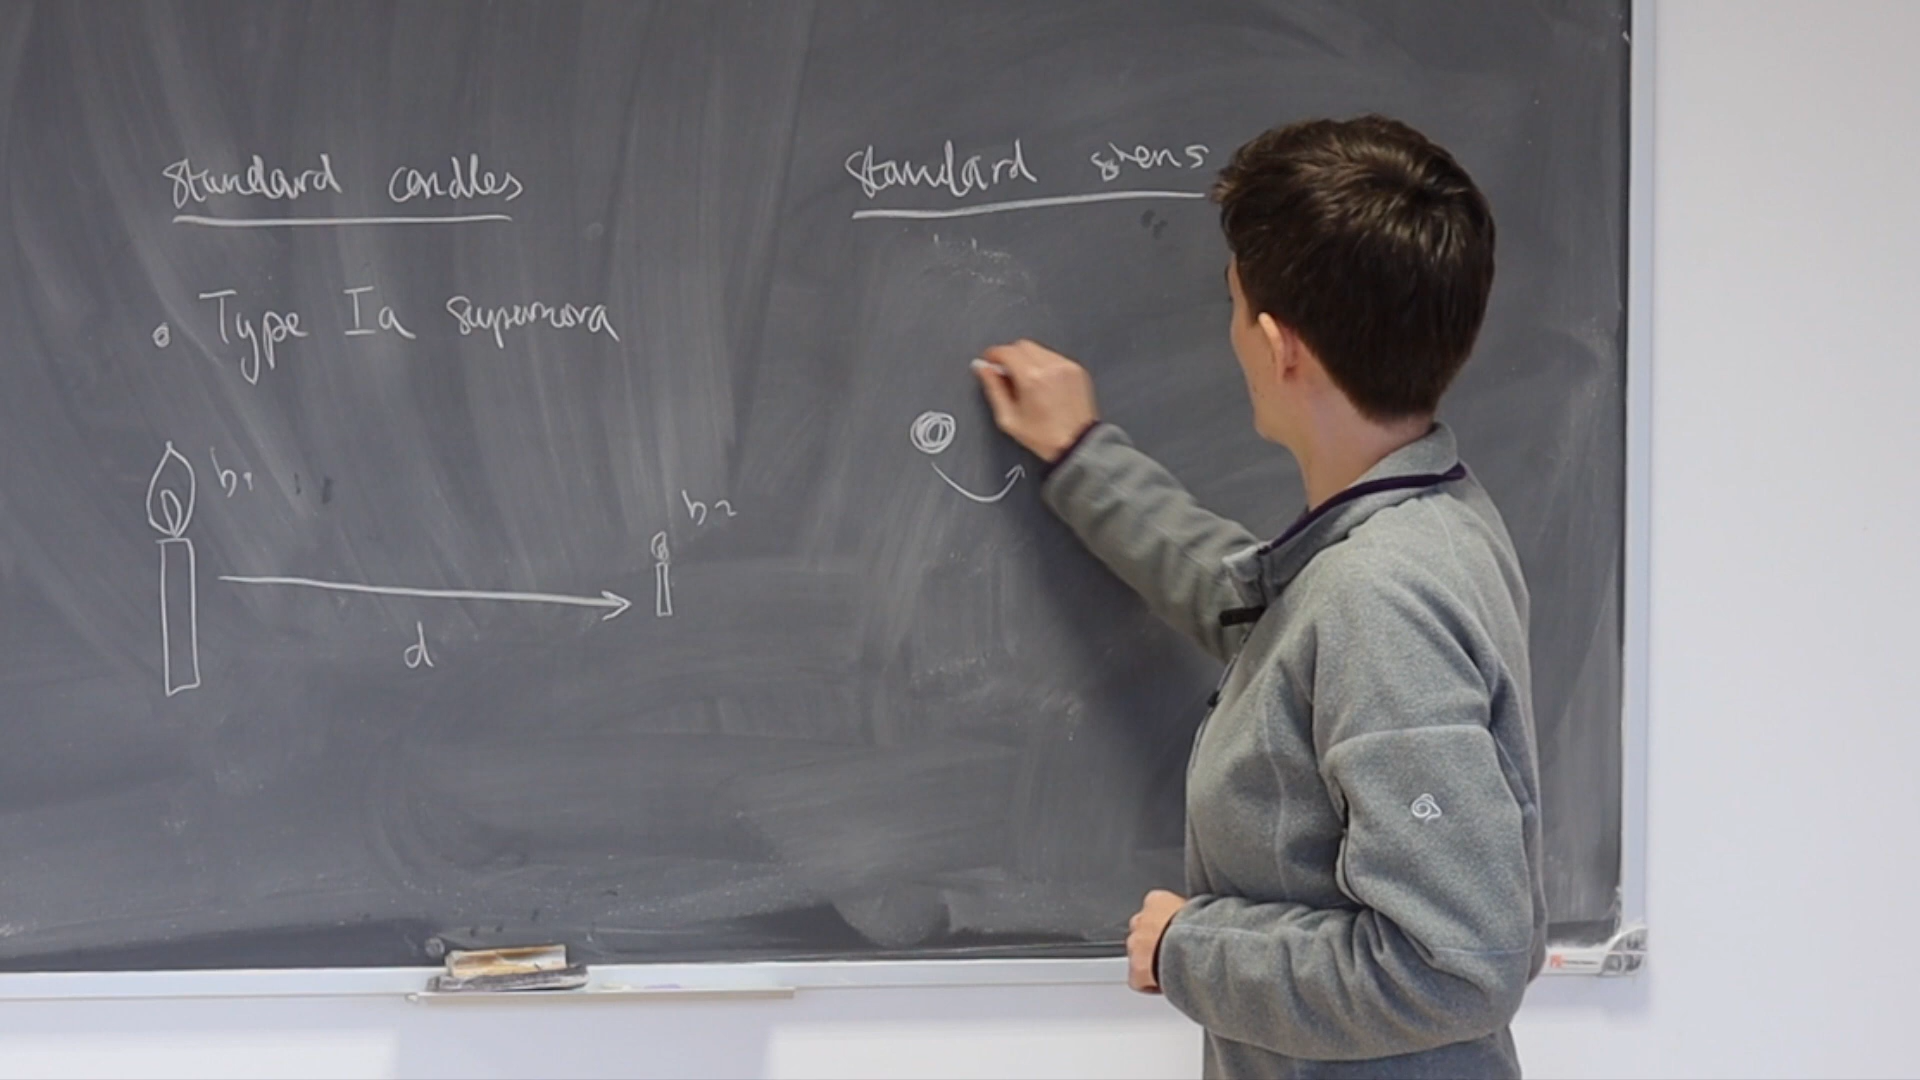 Standard candles
• Type Ia supernova
b1
b2
d
Standard sirens